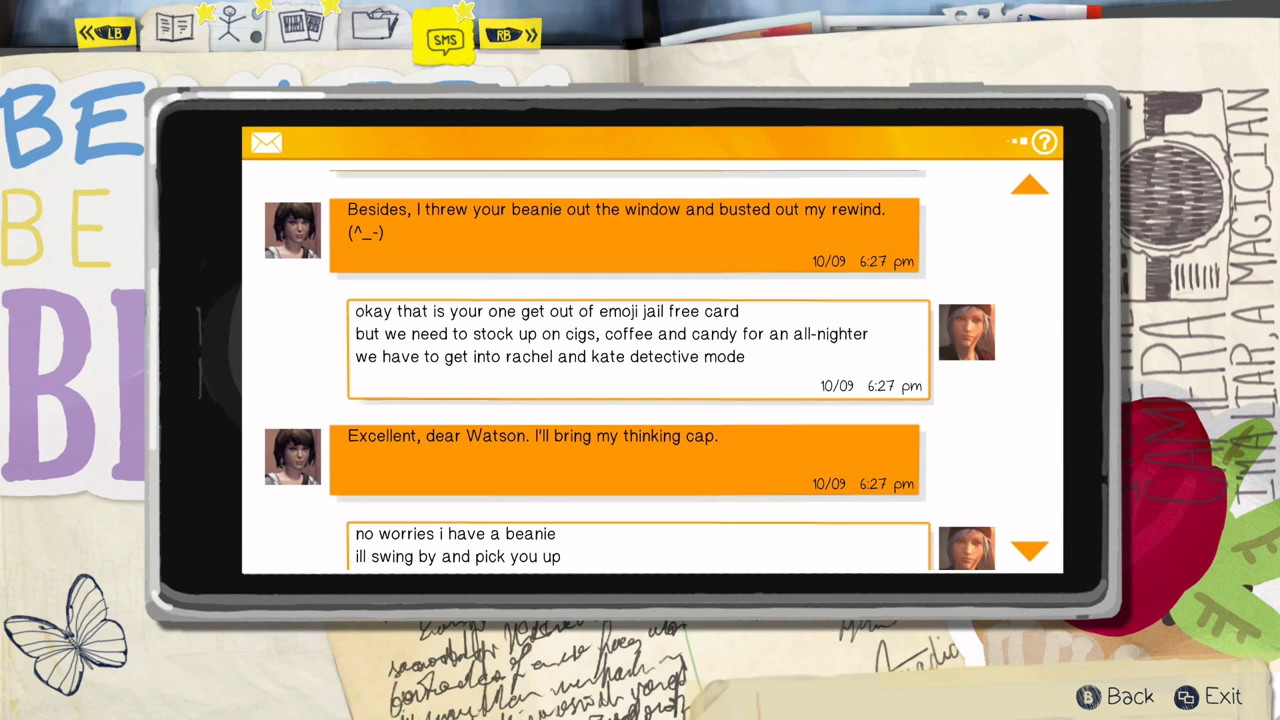 LB
SMS
RB
BE
BE
Besides, I threw your beanie out the window and busted out my rewind.
(^_-)
10/09 6:27 pm
okay that is your one get out of emoji jail free card
but we need to stock up on cigs, coffee and candy for an all-nighter
we have to get into rachel and kate detective mode
10/09 6:27 pm
Excellent, dear Watson. I'll bring my thinking cap.
10/09 6:27 pm
no worries i have a beanie
ill swing by and pick you up
CAMERA
LIAR, A MAGICIAN
B Back
Exit